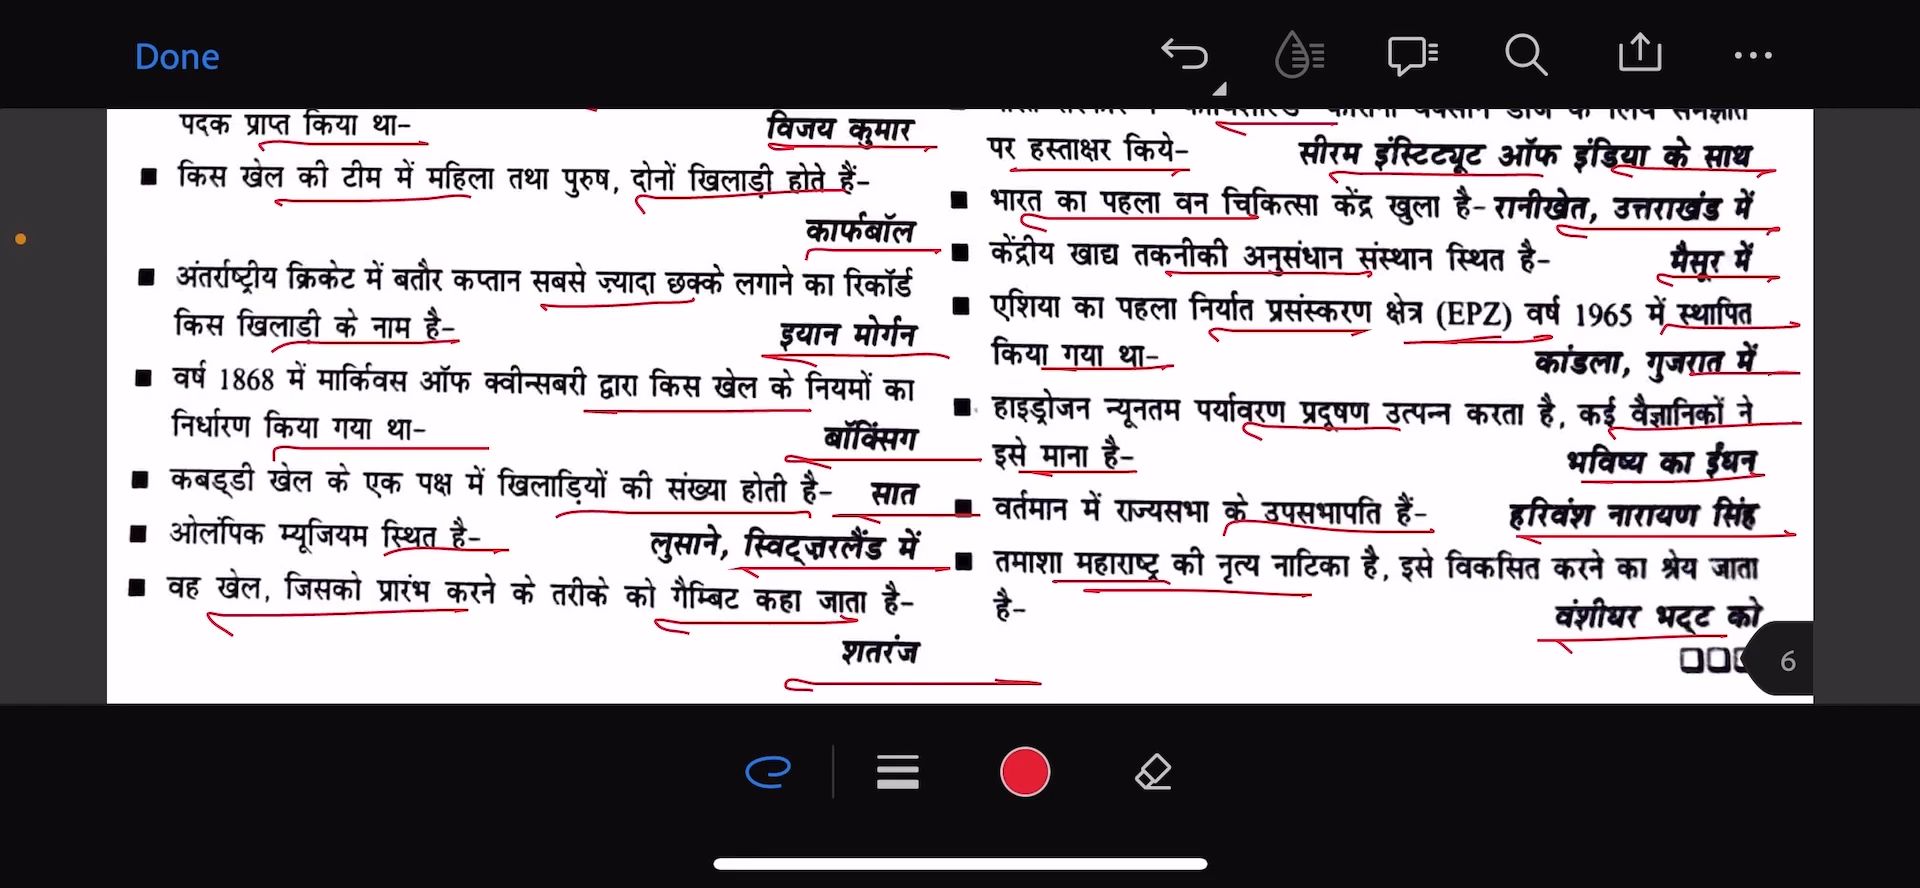 Done
पदक प्राप्त किया था- विजय कुमार
■ किस खेल की टीम में महिला तथा पुरुष, दोनों खिलाड़ी होते हैं-
कार्फबॉल
■ अंतर्राष्ट्रीय क्रिकेट में बतौर कप्तान सबसे ज़्यादा छक्के लगाने का रिकॉर्ड
किस खिलाडी के नाम है- इयान मोर्गन
■ वर्ष 1868 में मार्किवस ऑफ क्वीन्सबरी द्वारा किस खेल के नियमों का
निर्धारण किया गया था- बॉक्सिंग
■ कबड्डी खेल के एक पक्ष में खिलाड़ियों की संख्या होती है- सात
■ ओलंपिक म्यूजियम स्थित है- लुसाने, स्विट्ज़रलैंड में
■ वह खेल, जिसको प्रारंभ करने के तरीके को गैम्बिट कहा जाता है-
शतरंज
पर हस्ताक्षर किये- सीरम इंस्टिट्यूट ऑफ इंडिया के साथ
■ भारत का पहला वन चिकित्सा केंद्र खुला है- रानीखेत, उत्तराखंड में
■ केंद्रीय खाद्य तकनीकी अनुसंधान संस्थान स्थित है- मैसूर में
■ एशिया का पहला निर्यात प्रसंस्करण क्षेत्र (EPZ) वर्ष 1965 में स्थापित
किया गया था- कांडला, गुजरात में
■ हाइड्रोजन न्यूनतम पर्यावरण प्रदूषण उत्पन्न करता है, कई वैज्ञानिकों ने
इसे माना है- भविष्य का ईंधन
■ वर्तमान में राज्यसभा के उपसभापति हैं- हरिवंश नारायण सिंह
■ तमाशा महाराष्ट्र की नृत्य नाटिका है, इसे विकसित करने का श्रेय जाता
है- वंशीधर भट्ट को
6